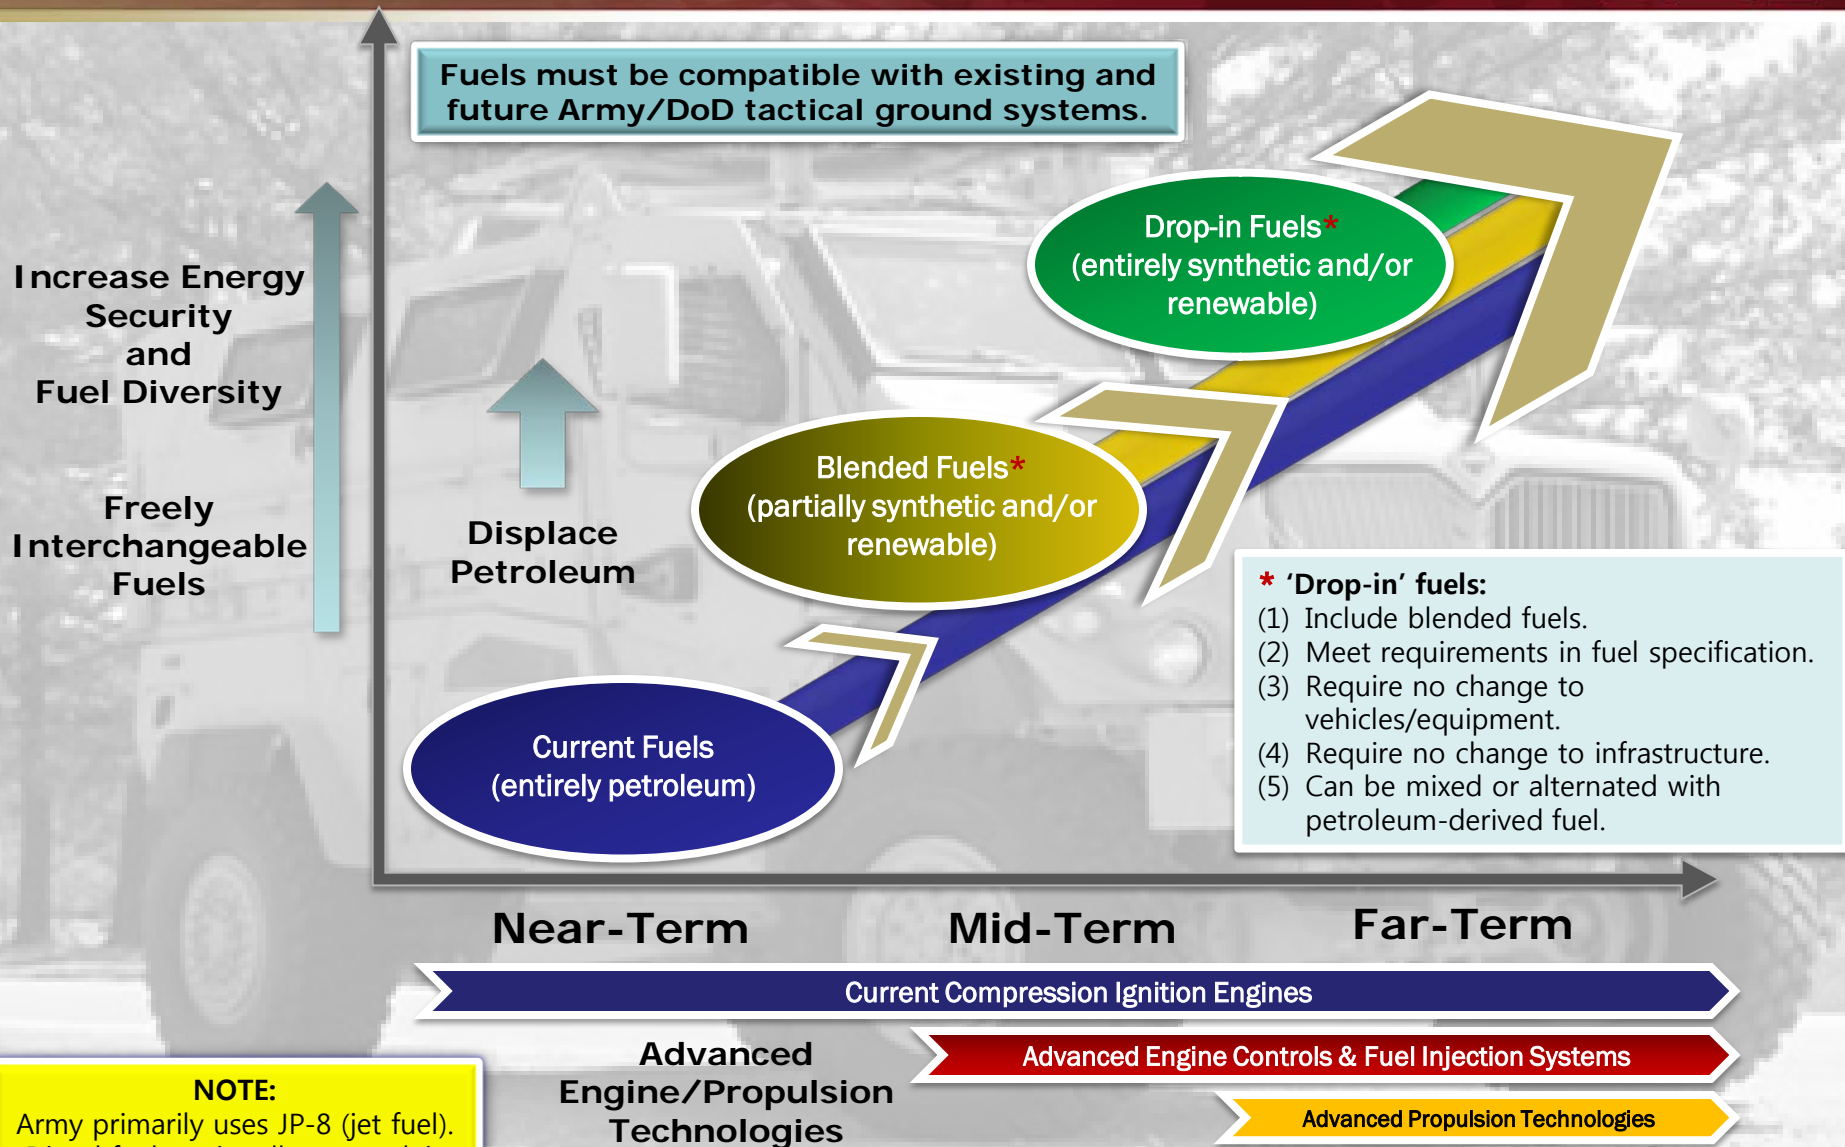 Fuels must be compatible with existing and
future Army/DoD tactical ground systems.
Increase Energy
Security
and
Fuel Diversity
Freely
Interchangeable
Fuels
Displace
Petroleum
Drop-in Fuels*
(entirely synthetic and/or
renewable)
Blended Fuels*
(partially synthetic and/or
renewable)
Current Fuels
(entirely petroleum)
* ‘Drop-in’ fuels:
(1) Include blended fuels.
(2) Meet requirements in fuel specification.
(3) Require no change to
vehicles/equipment.
(4) Require no change to infrastructure.
(5) Can be mixed or alternated with
petroleum-derived fuel.
Near-Term
Mid-Term
Far-Term
Current Compression Ignition Engines
Advanced
Engine/Propulsion
Technologies
Advanced Engine Controls & Fuel Injection Systems
Advanced Propulsion Technologies
NOTE:
Army primarily uses JP-8 (jet fuel).